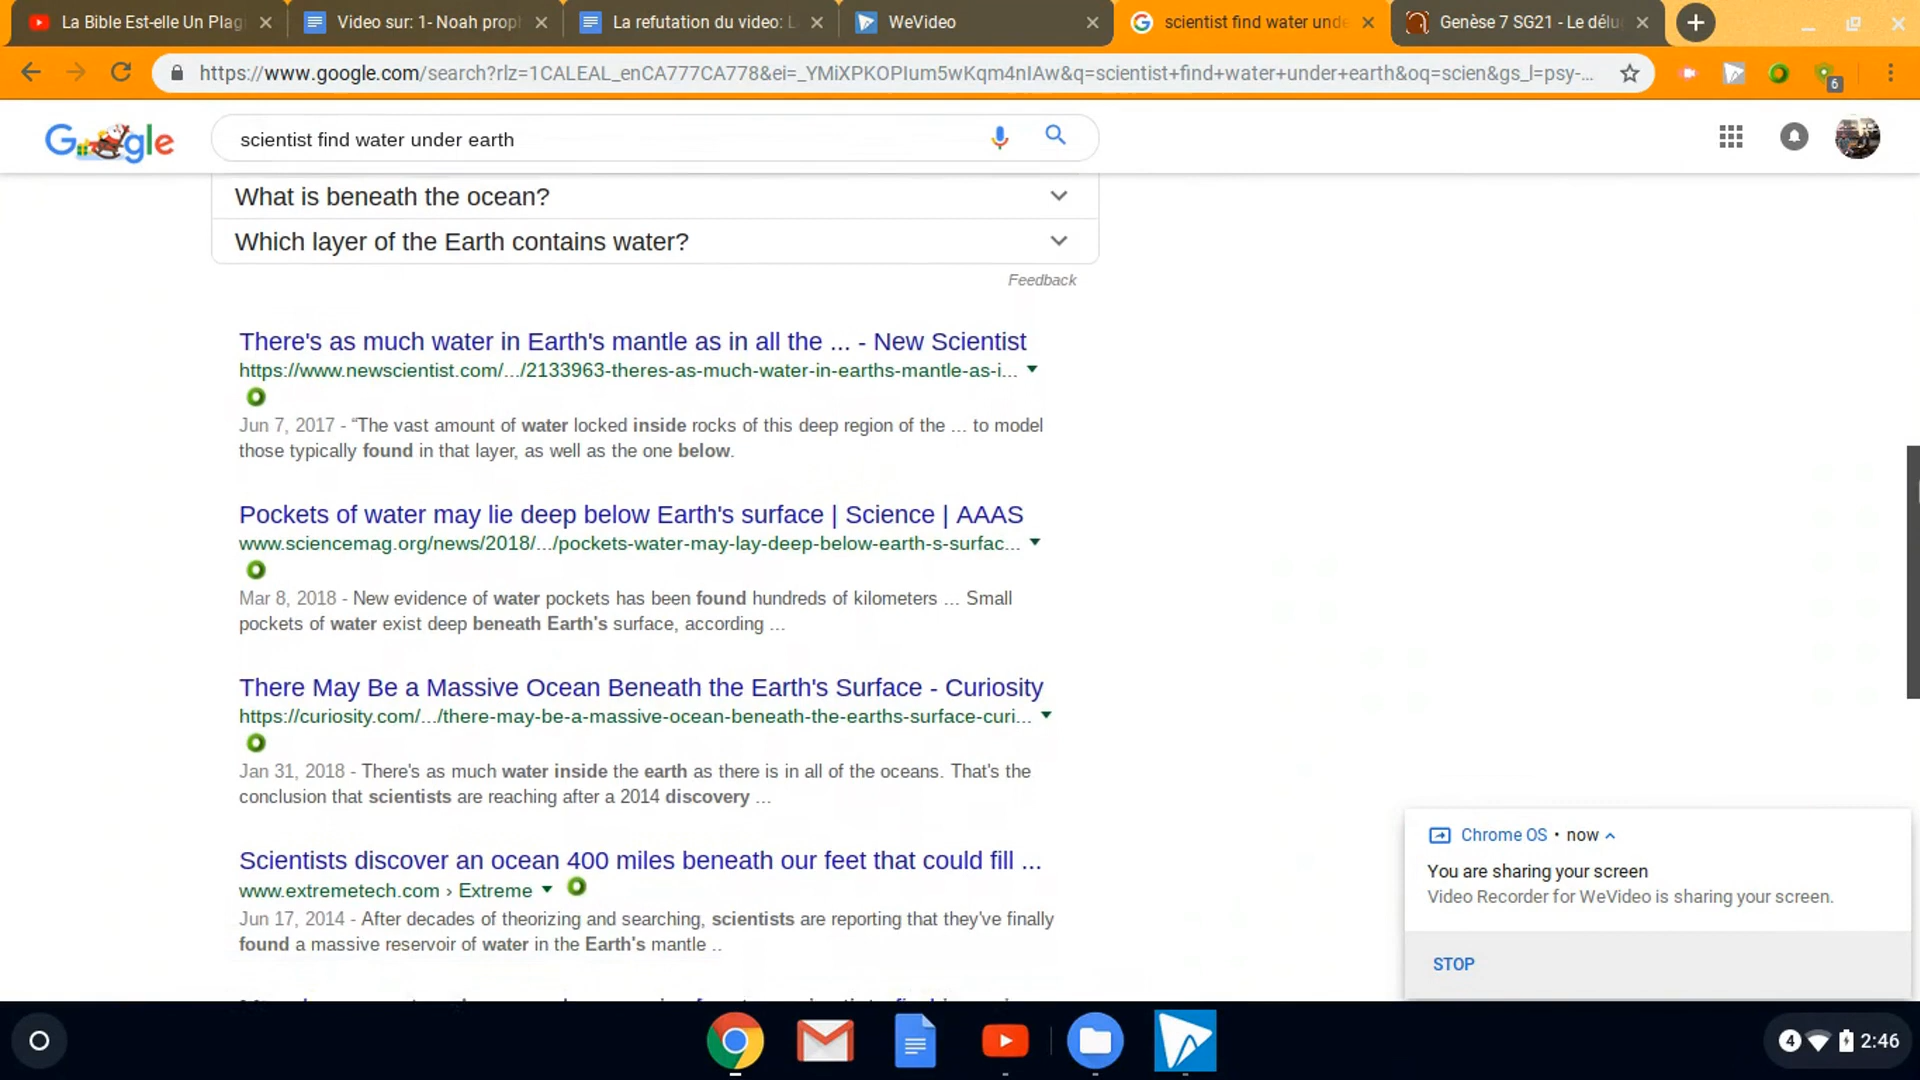 La Bible Est-elle Un Plag
Video sur: 1- Noah prop
La refutation du video: L
WeVideo
scientist find water unde
Genèse 7 SG21 - Le délu
https://www.google.com/search?rlz=1CALEAL_enCA777CA778&ei=_YMiXPKOPIum5wKqm4nIAw&q=scientist+find+water+under+earth&oq=scien&gs_l=psy-...
6
Google
scientist find water under earth
What is beneath the ocean?
Which layer of the Earth contains water?
Feedback
There's as much water in Earth's mantle as in all the ... - New Scientist
https://www.newscientist.com/.../2133963-theres-as-much-water-in-earths-mantle-as-i...
Jun 7, 2017 - “The vast amount of water locked inside rocks of this deep region of the ... to model
those typically found in that layer, as well as the one below.
Pockets of water may lie deep below Earth's surface | Science | AAAS
www.sciencemag.org/news/2018/.../pockets-water-may-lay-deep-below-earth-s-surfac...
Mar 8, 2018 - New evidence of water pockets has been found hundreds of kilometers ... Small
pockets of water exist deep beneath Earth's surface, according ...
There May Be a Massive Ocean Beneath the Earth's Surface - Curiosity
https://curiosity.com/.../there-may-be-a-massive-ocean-beneath-the-earths-surface-curi...
Jan 31, 2018 - There's as much water inside the earth as there is in all of the oceans. That's the
conclusion that scientists are reaching after a 2014 discovery ...
Scientists discover an ocean 400 miles beneath our feet that could fill ...
www.extremetech.com › Extreme
Jun 17, 2014 - After decades of theorizing and searching, scientists are reporting that they've finally
found a massive reservoir of water in the Earth's mantle ..
Chrome OS • now
You are sharing your screen
Video Recorder for WeVideo is sharing your screen.
STOP
4 2:46